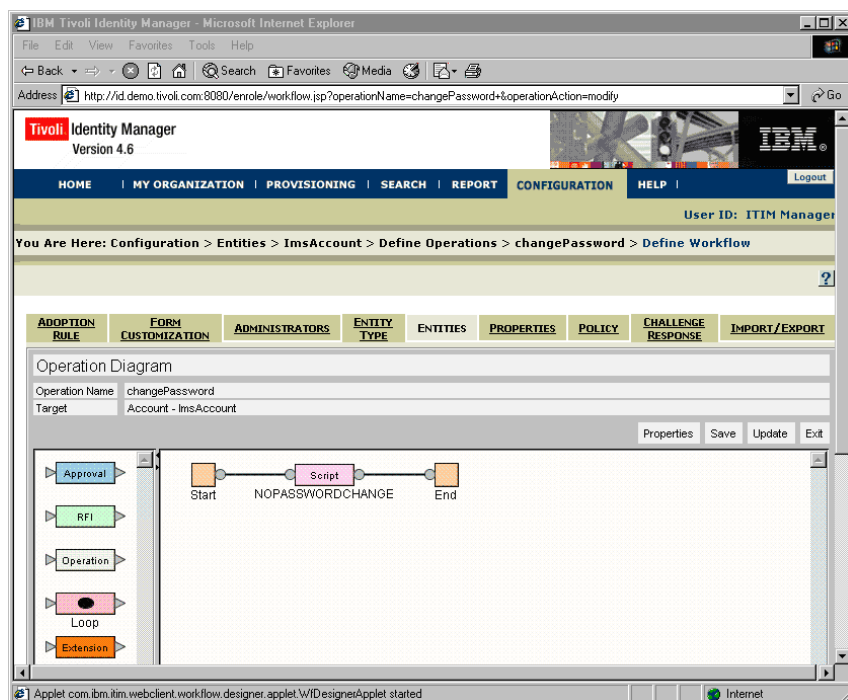 IBM Tivoli Identity Manager - Microsoft Internet Explorer
File Edit View Favorites Tools Help
Back Search Favorites Media
Address http://id.demo.tivoli.com:8080/enrole/workflow.jsp?operationName=changePassword+&operationAction=modify Go
Tivoli. Identity Manager
Version 4.6
IBM®
HOME | MY ORGANIZATION | PROVISIONING | SEARCH | REPORT CONFIGURATION HELP | Logout
User ID: ITIM Manager
You Are Here: Configuration > Entities > ImsAccount > Define Operations > changePassword > Define Workflow
?
ADOPTION RULE FORM CUSTOMIZATION ADMINISTRATORS ENTITY TYPE ENTITIES PROPERTIES POLICY CHALLENGE RESPONSE IMPORT/EXPORT
Operation Diagram
Operation Name changePassword
Target Account - ImsAccount
Properties Save Update Exit
Approval
RFI
Operation
Loop
Extension
Script
Start NOPASSWORDCHANGE End
Applet com.ibm.itim.webclient.workflow.designer.applet.WfDesignerApplet started Internet